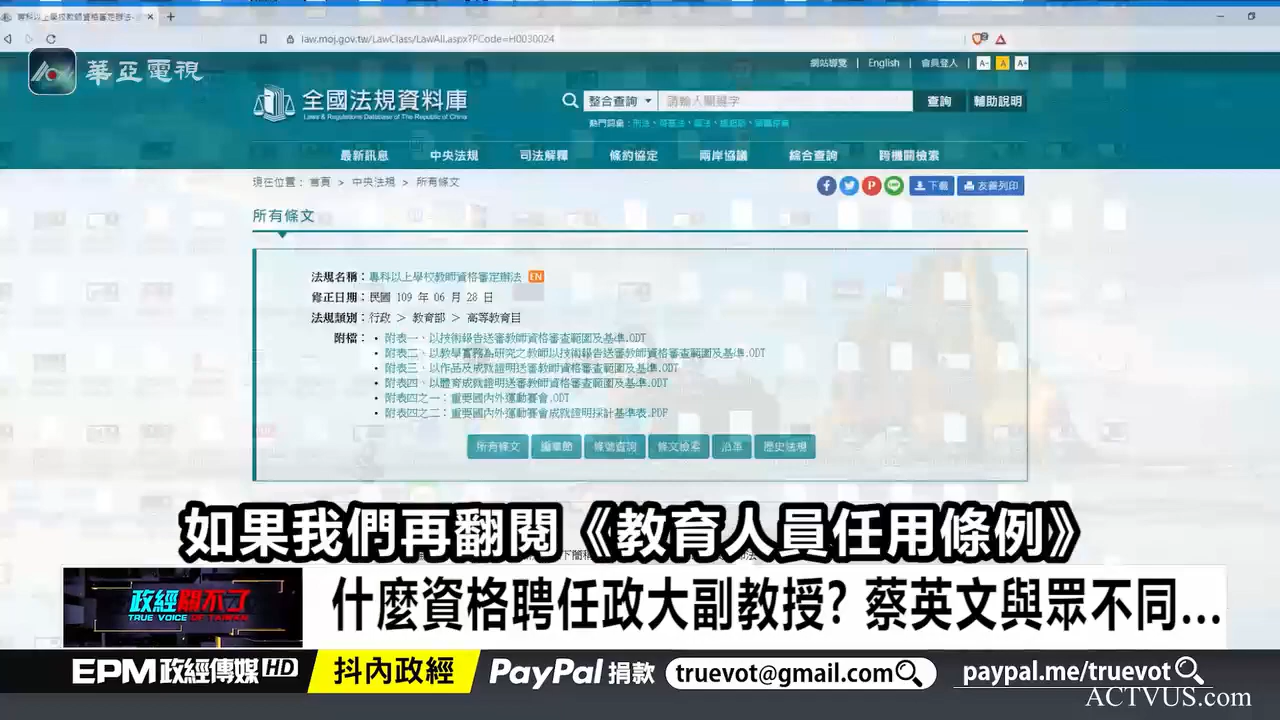 專科以上學校教師資格審定辦法-
law.moj.gov.tw/LawClass/LawAll.aspx?PCode=H0030024
華亞電視
網站導覽 | English | 會員登入 | A- A A+
全國法規資料庫
Laws & Regulations Database of The Republic of China
整合查詢 請輸入關鍵字 查詢 輔助說明
最新訊息 中央法規 司法解釋 條約協定 兩岸協議 綜合查詢 跨機關檢索
現在位置： 首頁 > 中央法規 > 所有條文
下載 友善列印
所有條文
法規名稱：專科以上學校教師資格審定辦法 EN
修正日期：民國 109 年 06 月 28 日
法規類別：行政 > 教育部 > 高等教育目
附檔：• 附表一、以技術報告送審教師資格審查範圍及基準.ODT
• 附表二、以教學實務為研究之教師以技術報告送審教師資格審查範圍及基準.ODT
• 附表三、以作品及成就證明送審教師資格審查範圍及基準.ODT
• 附表四、以體育成就證明送審教師資格審查範圍及基準.ODT
• 附表四之一：重要國內外運動賽會.ODT
• 附表四之二：重要國內外運動賽會成就證明採計基準表.PDF
所有條文 編章節 條號查詢 條文檢索 沿革 歷史法規
如果我們再翻閱《教育人員任用條例》
政經關不了
TRUE VOICE OF TAIWAN
什麼資格聘任政大副教授? 蔡英文與眾不同...
EPM政經傳媒HD 抖內政經 PayPal 捐款 truevot@gmail.com paypal.me/truevot
ACTVUS.com